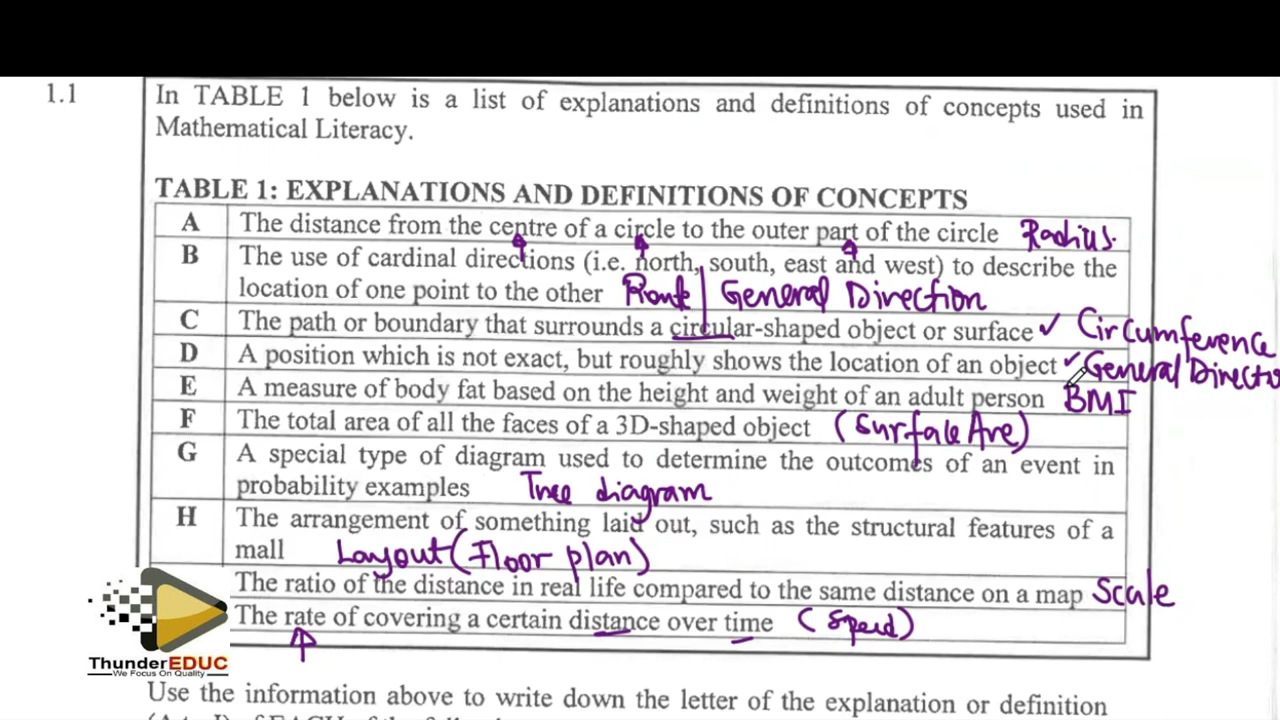 1.1 In TABLE 1 below is a list of explanations and definitions of concepts used in
Mathematical Literacy.
TABLE 1: EXPLANATIONS AND DEFINITIONS OF CONCEPTS
A The distance from the centre of a circle to the outer part of the circle Radius.
B The use of cardinal directions (i.e. north, south, east and west) to describe the
location of one point to the other Route | General Direction
C The path or boundary that surrounds a circular-shaped object or surface ✓ Circumference
D A position which is not exact, but roughly shows the location of an object ✓ General Directio
E A measure of body fat based on the height and weight of an adult person BMI
F The total area of all the faces of a 3D-shaped object (Surface Are)
G A special type of diagram used to determine the outcomes of an event in
probability examples Tree diagram
H The arrangement of something laid out, such as the structural features of a
mall Layout (Floor plan)
The ratio of the distance in real life compared to the same distance on a map Scale
The rate of covering a certain distance over time (Speed)
ThunderEDUC
We Focus On Quality
Use the information above to write down the letter of the explanation or definition